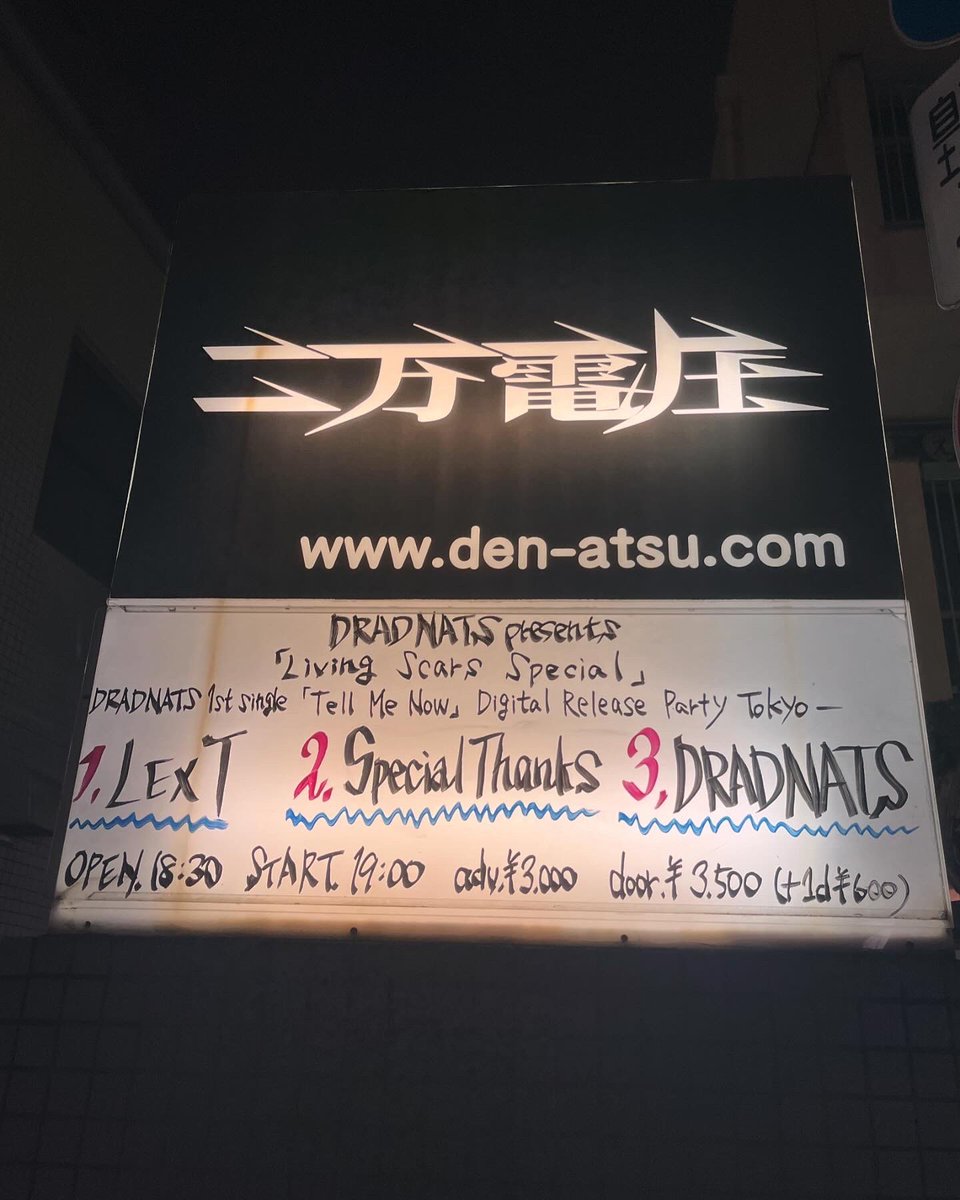 二万電圧
www.den-atsu.com
DRADNATS presents
「Living Scars Special」
DRADNATS 1st single 「Tell Me Now」 Digital Release Party Tokyo –
1. LEXT 2. Special Thanks 3. DRADNATS
OPEN. 18:30 START. 19:00 adv.¥3.000 door.¥3.500 (+1d¥600)